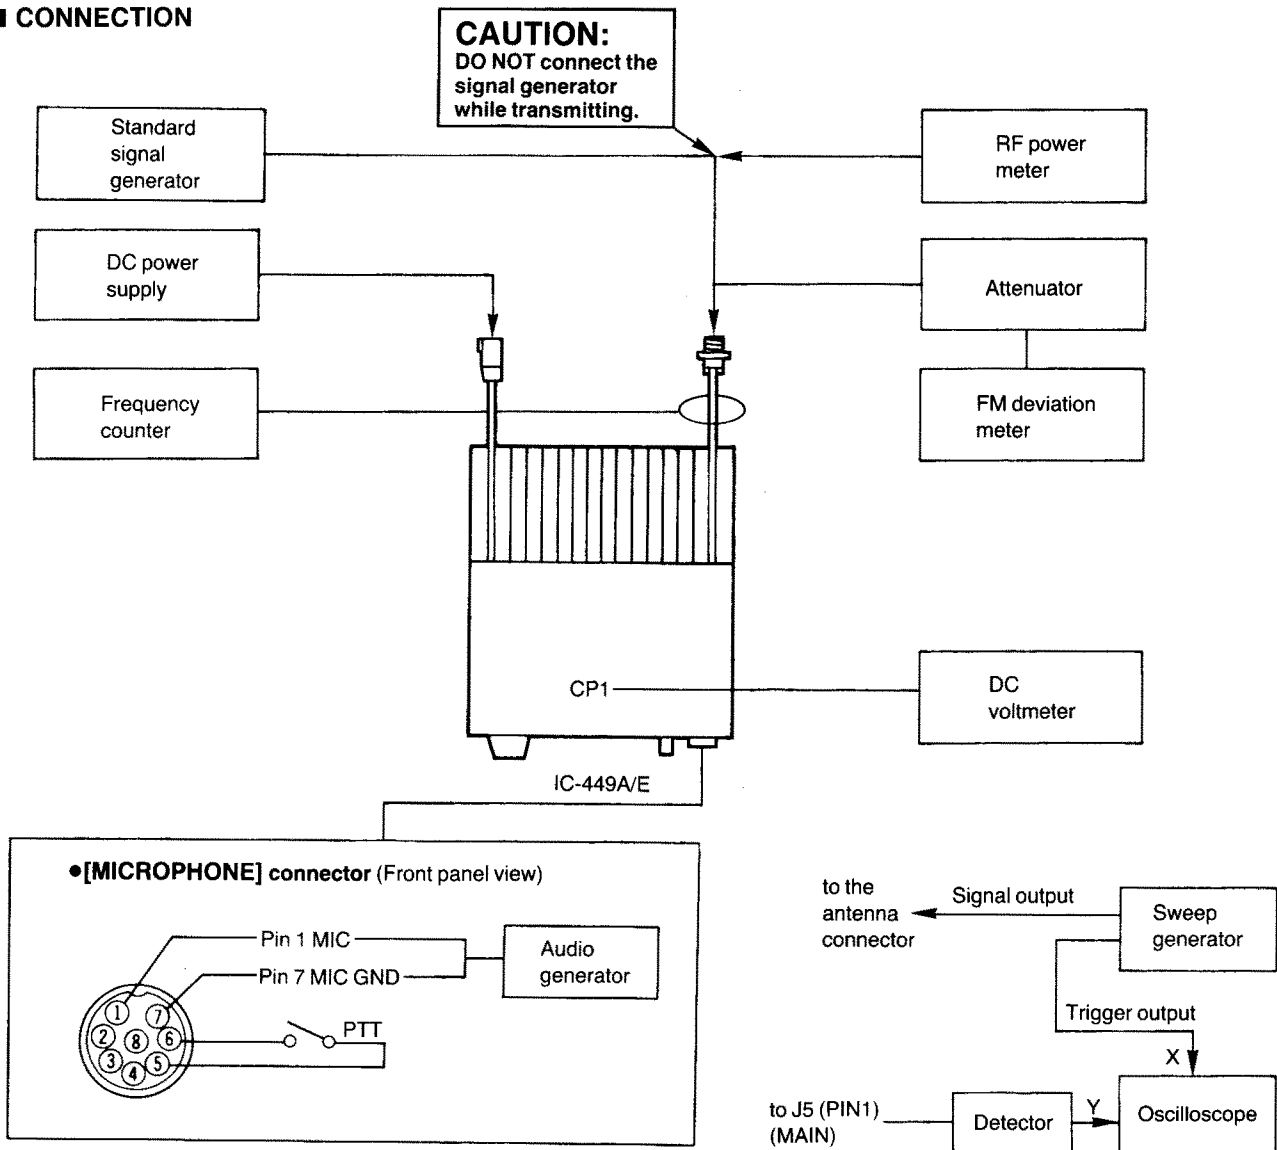 CONNECTION
CAUTION:
DO NOT connect the
signal generator
while transmitting.
Standard
signal
generator
RF power
meter
DC power
supply
Attenuator
Frequency
counter
FM deviation
meter
CP1
DC
voltmeter
IC-449A/E
●[MICROPHONE] connector (Front panel view)
Pin 1 MIC
Pin 7 MIC GND
Audio
generator
PTT
1
7
2
8
6
3
5
4
to the
antenna
connector
Signal output
Sweep
generator
Trigger output
X
to J5 (PIN1)
(MAIN)
Detector
Y
Oscilloscope